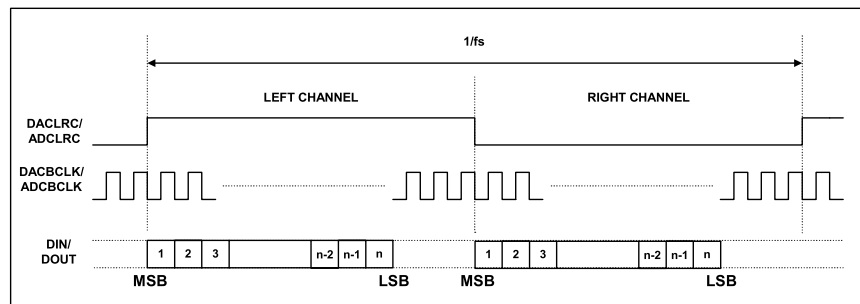 1/fs
LEFT CHANNEL
RIGHT CHANNEL
DACLRC/
ADCLRC
DACBCLK/
ADCBCLK
DIN/
DOUT
1 2 3 n-2 n-1 n 1 2 3 n-2 n-1 n
MSB LSB MSB LSB